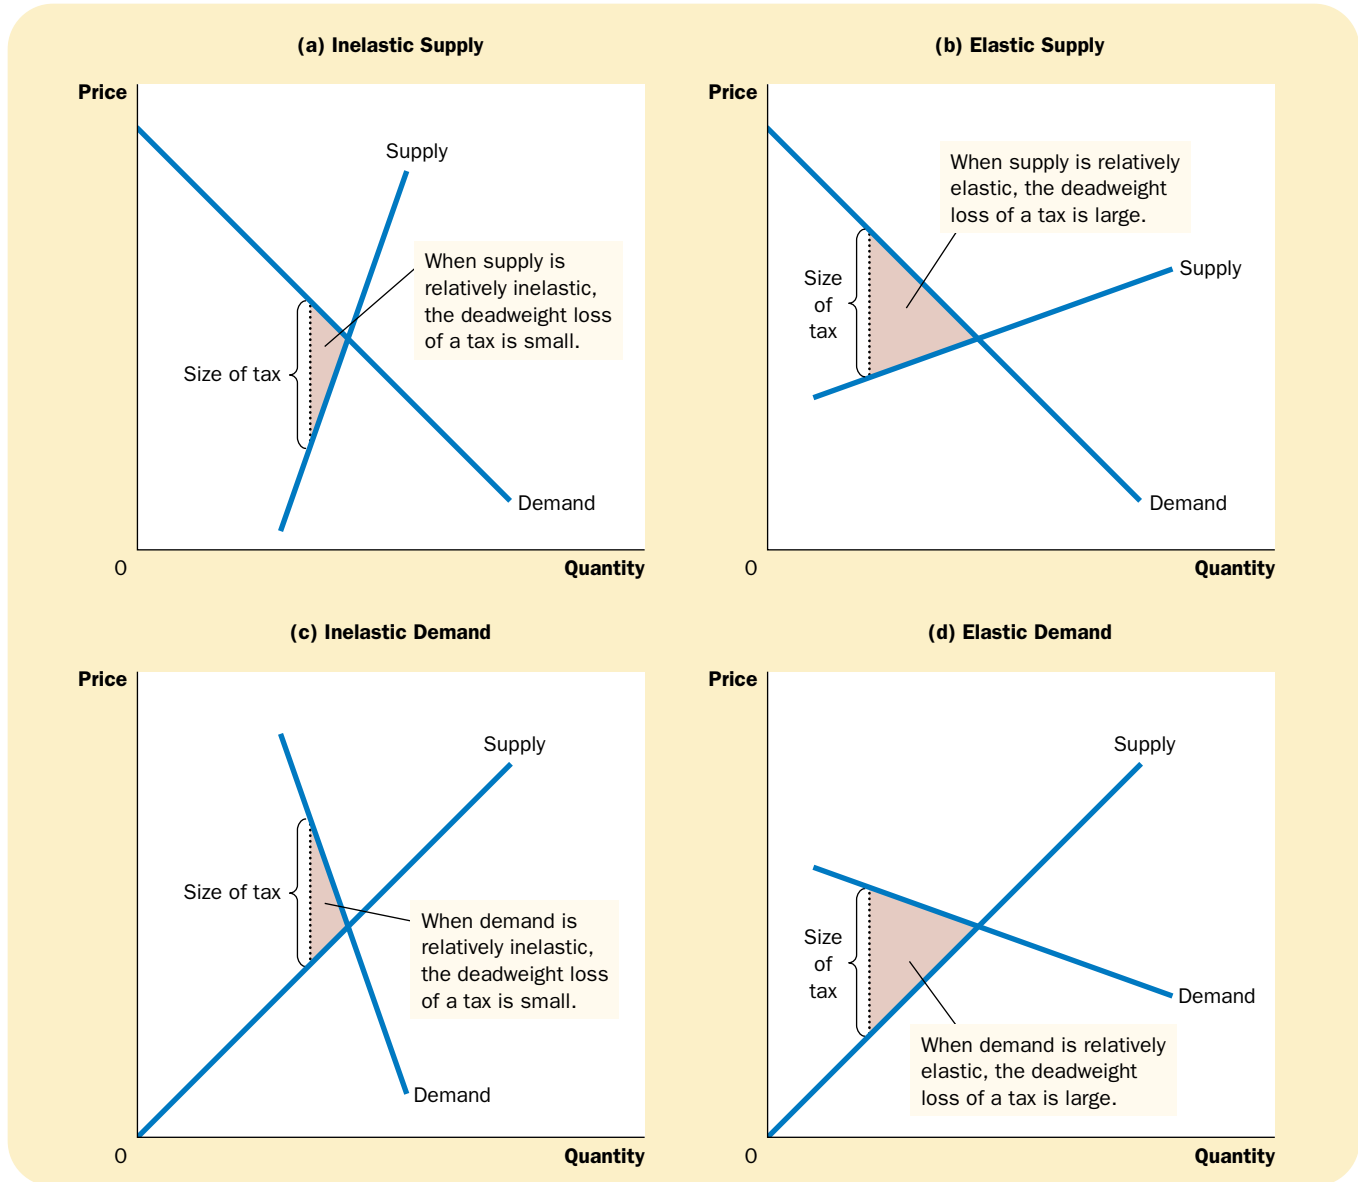 (a) Inelastic Supply
Price
Supply
When supply is
relatively inelastic,
the deadweight loss
of a tax is small.
Size of tax
Demand
0
Quantity
(b) Elastic Supply
Price
When supply is relatively
elastic, the deadweight
loss of a tax is large.
Size
of
tax
Supply
Demand
0
Quantity
(c) Inelastic Demand
Price
Supply
Size of tax
When demand is
relatively inelastic,
the deadweight loss
of a tax is small.
Demand
0
Quantity
(d) Elastic Demand
Price
Supply
Size
of
tax
Demand
When demand is relatively
elastic, the deadweight
loss of a tax is large.
0
Quantity